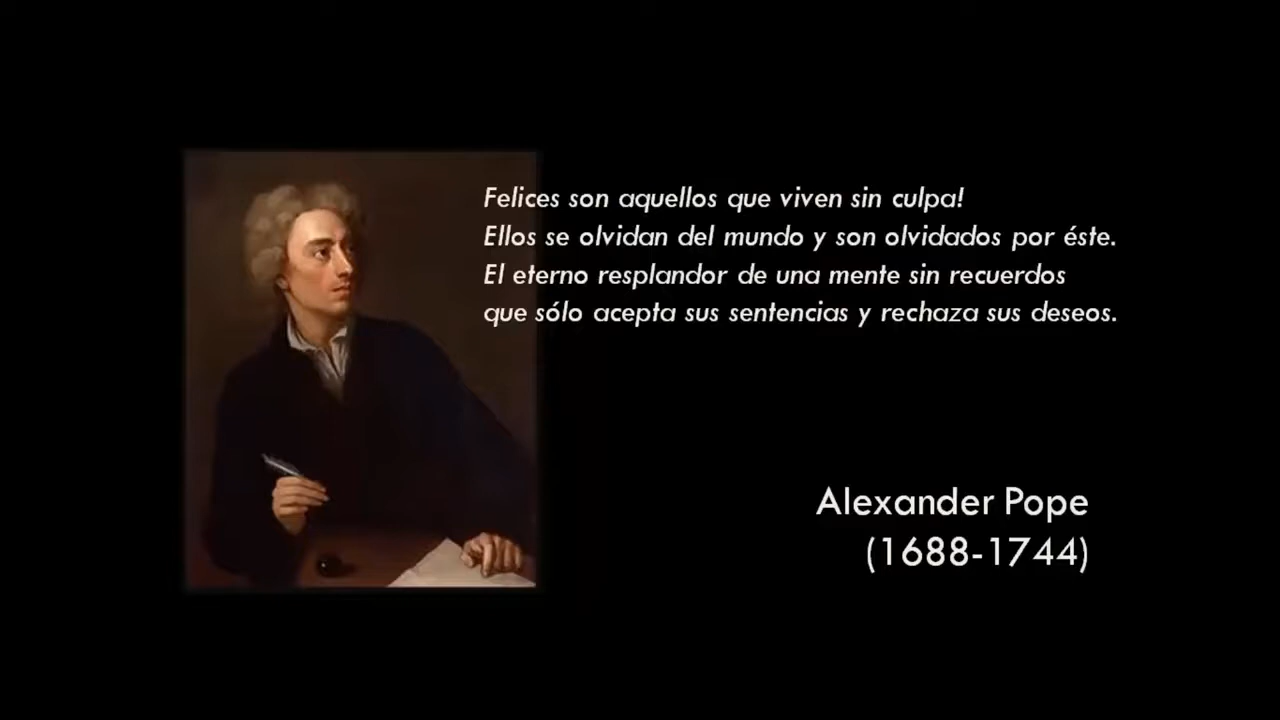 Felices son aquellos que viven sin culpa!
Ellos se olvidan del mundo y son olvidados por éste.
El eterno resplandor de una mente sin recuerdos
que sólo acepta sus sentencias y rechaza sus deseos.
Alexander Pope
(1688-1744)